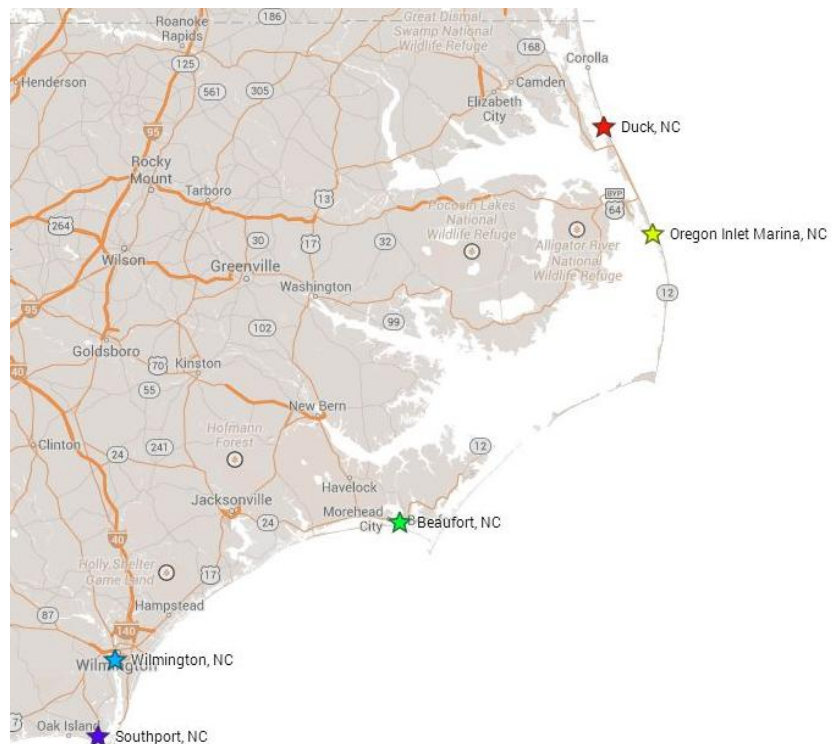 186
Great Dismal
Swamp National
Wildlife Refuge
Roanoke
Rapids
168
Corolla
125
Henderson
561
305
Camden
Elizabeth
City
Duck, NC
95
Rocky
Mount
Tarboro
13
BYP
64
Pocosin Lakes
National
Wildlife Refuge
264
30
17
32
Alligator River
National
Wildlife Refuge
Oregon Inlet Marina, NC
Wilson
Greenville
Washington
12
95
99
102
Goldsboro
70
Kinston
40
55
New Bern
Hofmann
Forest
12
Clinton
24
241
Havelock
Jacksonville
Morehead
City
24
Beaufort, NC
40
Holly Shelter
Game Land
17
Hampstead
87
140
Wilmington
Wilmington, NC
17
Oak Island
Southport, NC